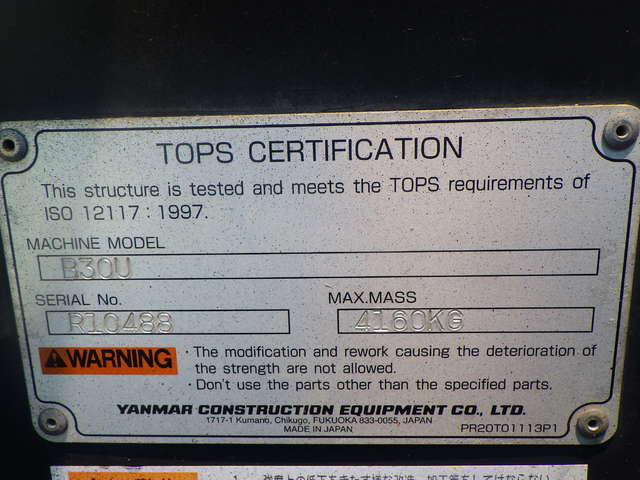 TOPS CERTIFICATION
This structure is tested and meets the TOPS requirements of
ISO 12117 : 1997.
MACHINE MODEL
B30U
SERIAL No.
R10488
MAX.MASS
4160KG
WARNING
・The modification and rework causing the deterioration of
the strength are not allowed.
・Don't use the parts other than the specified parts.
YANMAR CONSTRUCTION EQUIPMENT CO., LTD.
1717-1 Kumano, Chikugo, FUKUOKA 833-0055, JAPAN
MADE IN JAPAN
PR20T01113P1